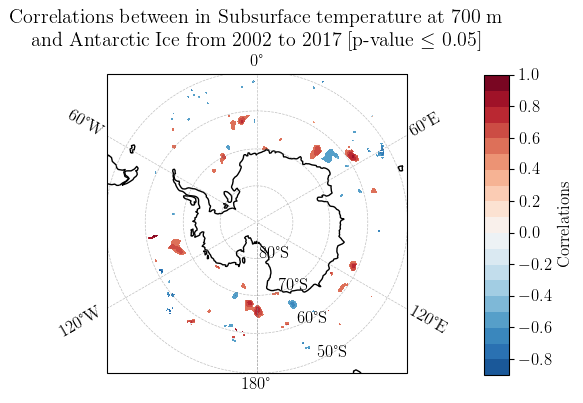 Correlations between in Subsurface temperature at 700 m
and Antarctic Ice from 2002 to 2017 [p-value ≤ 0.05]
0°
60°W
60°E
80°S
70°S
60°S
50°S
120°W
120°E
180°
1.0
0.8
0.6
0.4
0.2
0.0
−0.2
−0.4
−0.6
−0.8
Correlations